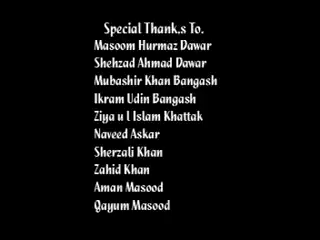 Special Thank,s To.
Masoom Hurmaz Dawar
Shehzad Ahmad Dawar
Mubashir Khan Bangash
Ikram Udin Bangash
Ziya u l Islam Khattak
Naveed Askar
Sherzali Khan
Zahid Khan
Aman Masood
Qayum Masood